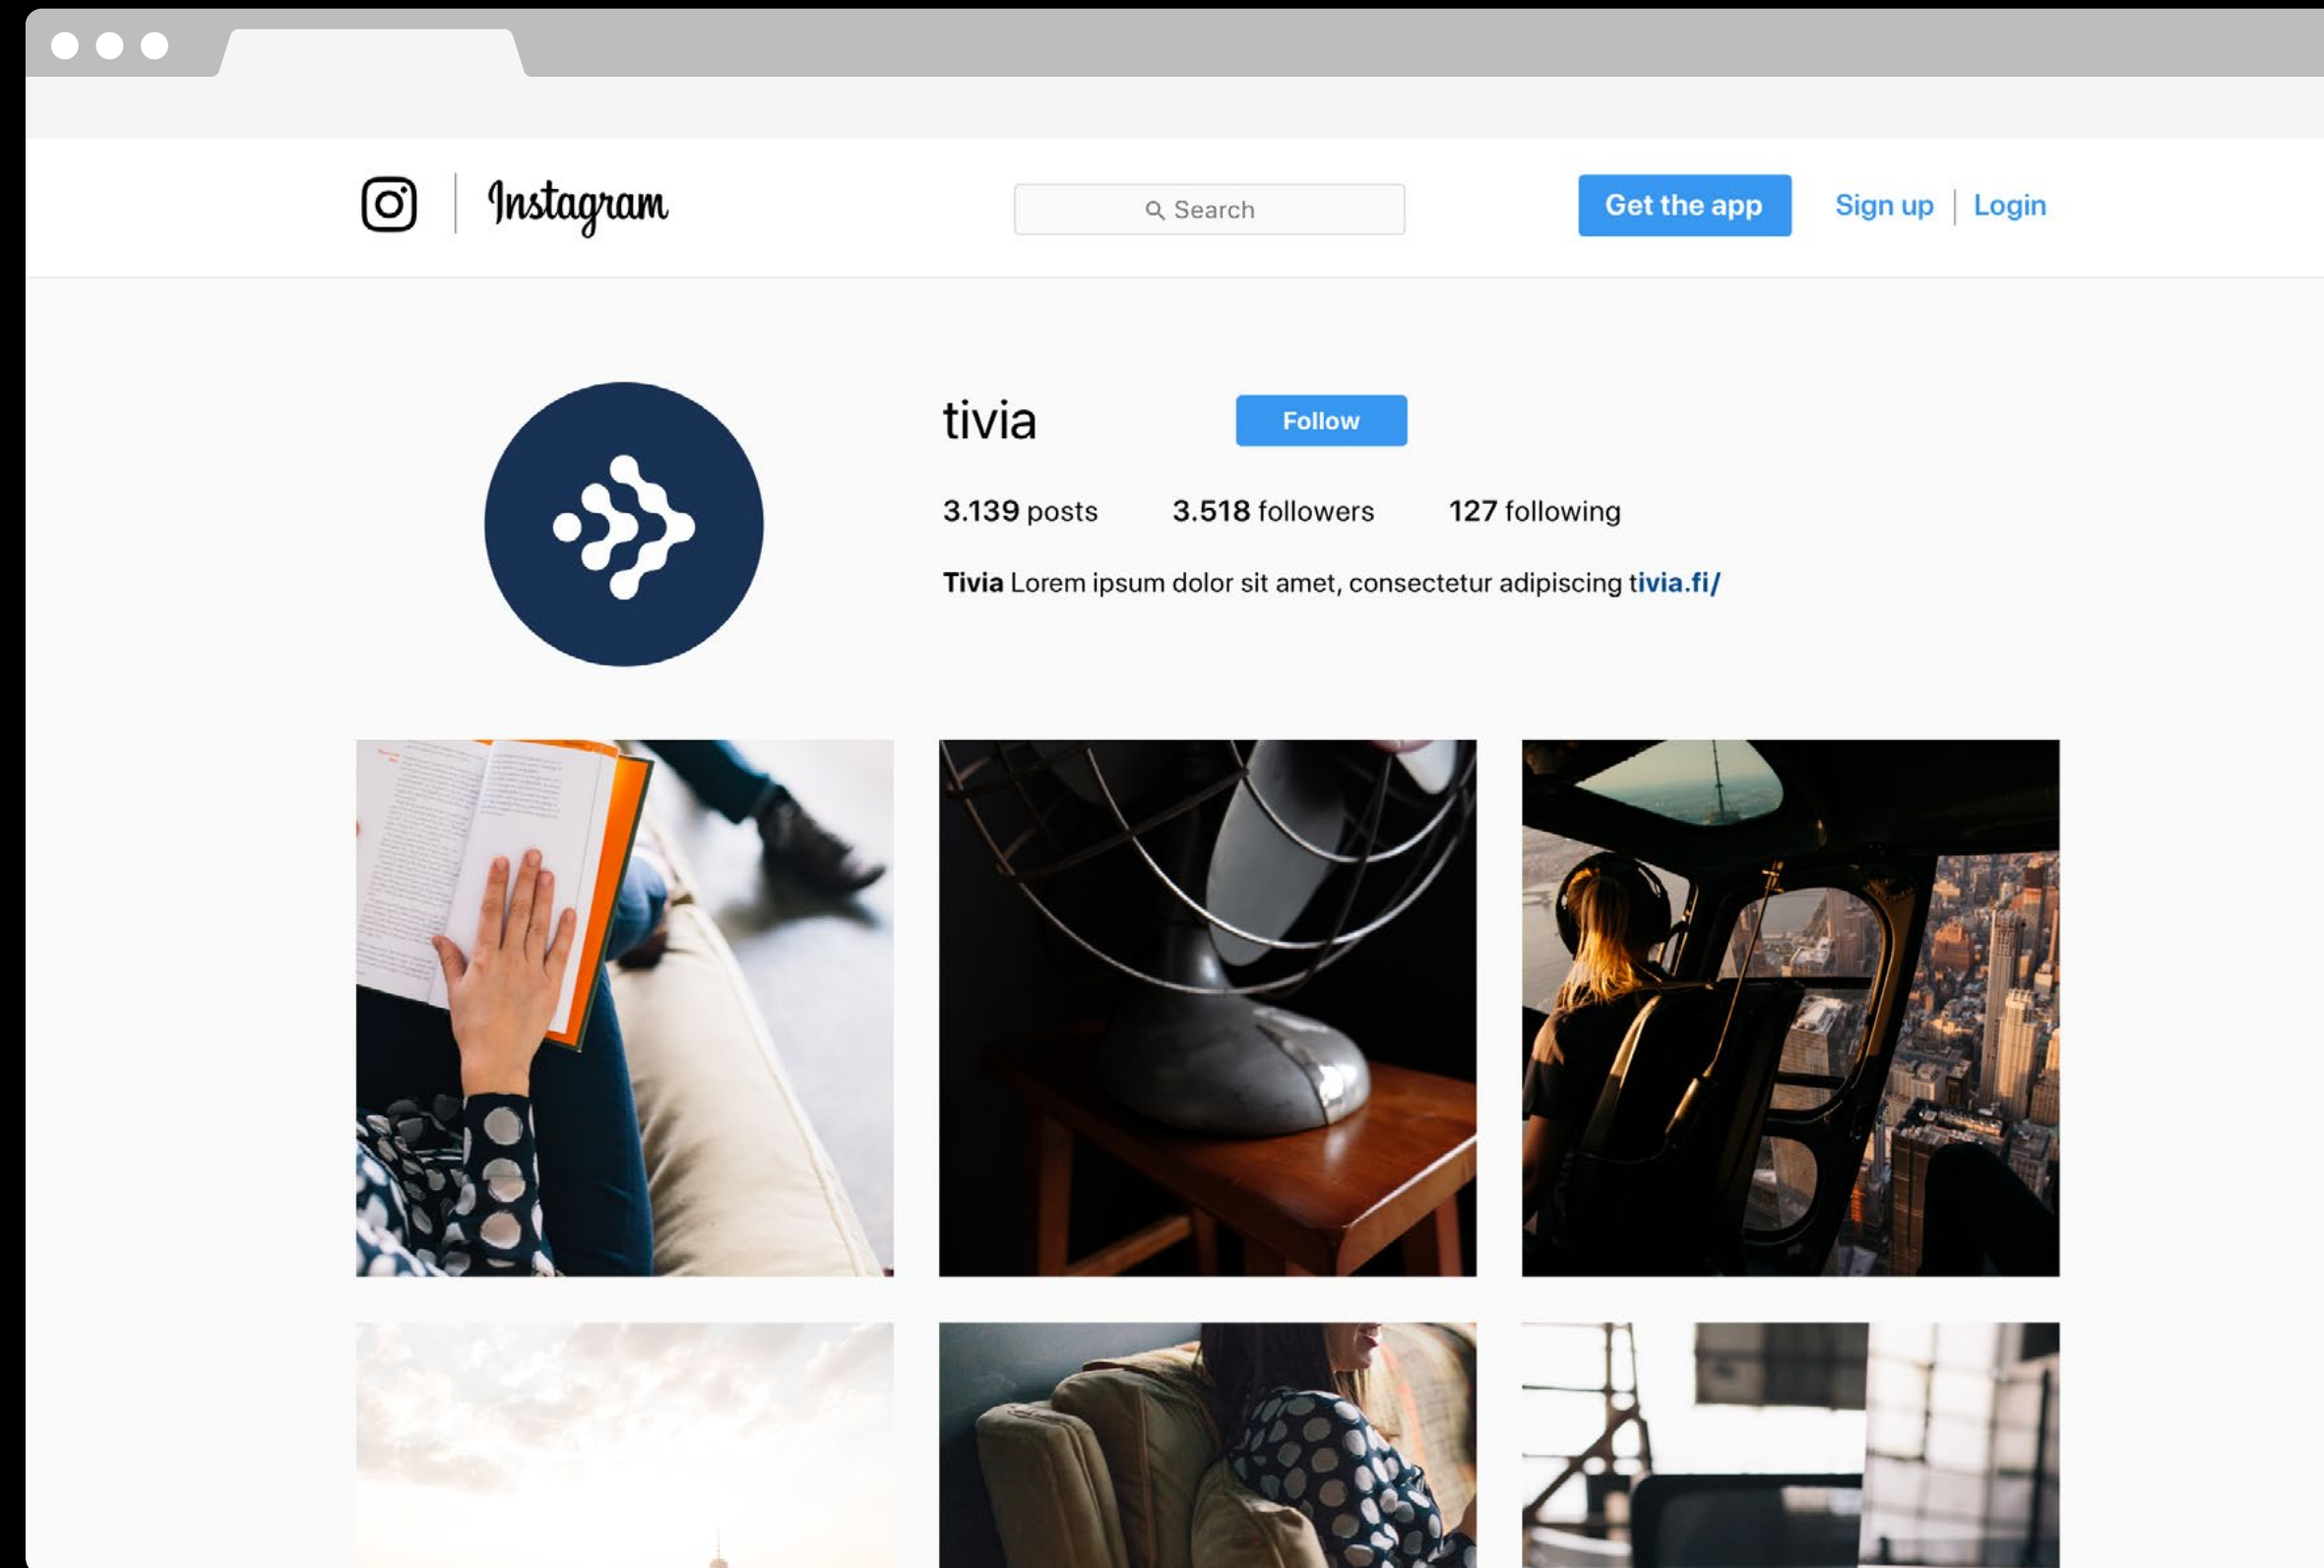 Instagram
Search
Get the app
Sign up
Login
tivia
Follow
3.139 posts
3.518 followers
127 following
Tivia Lorem ipsum dolor sit amet, consectetur adipiscing tivia.fi/